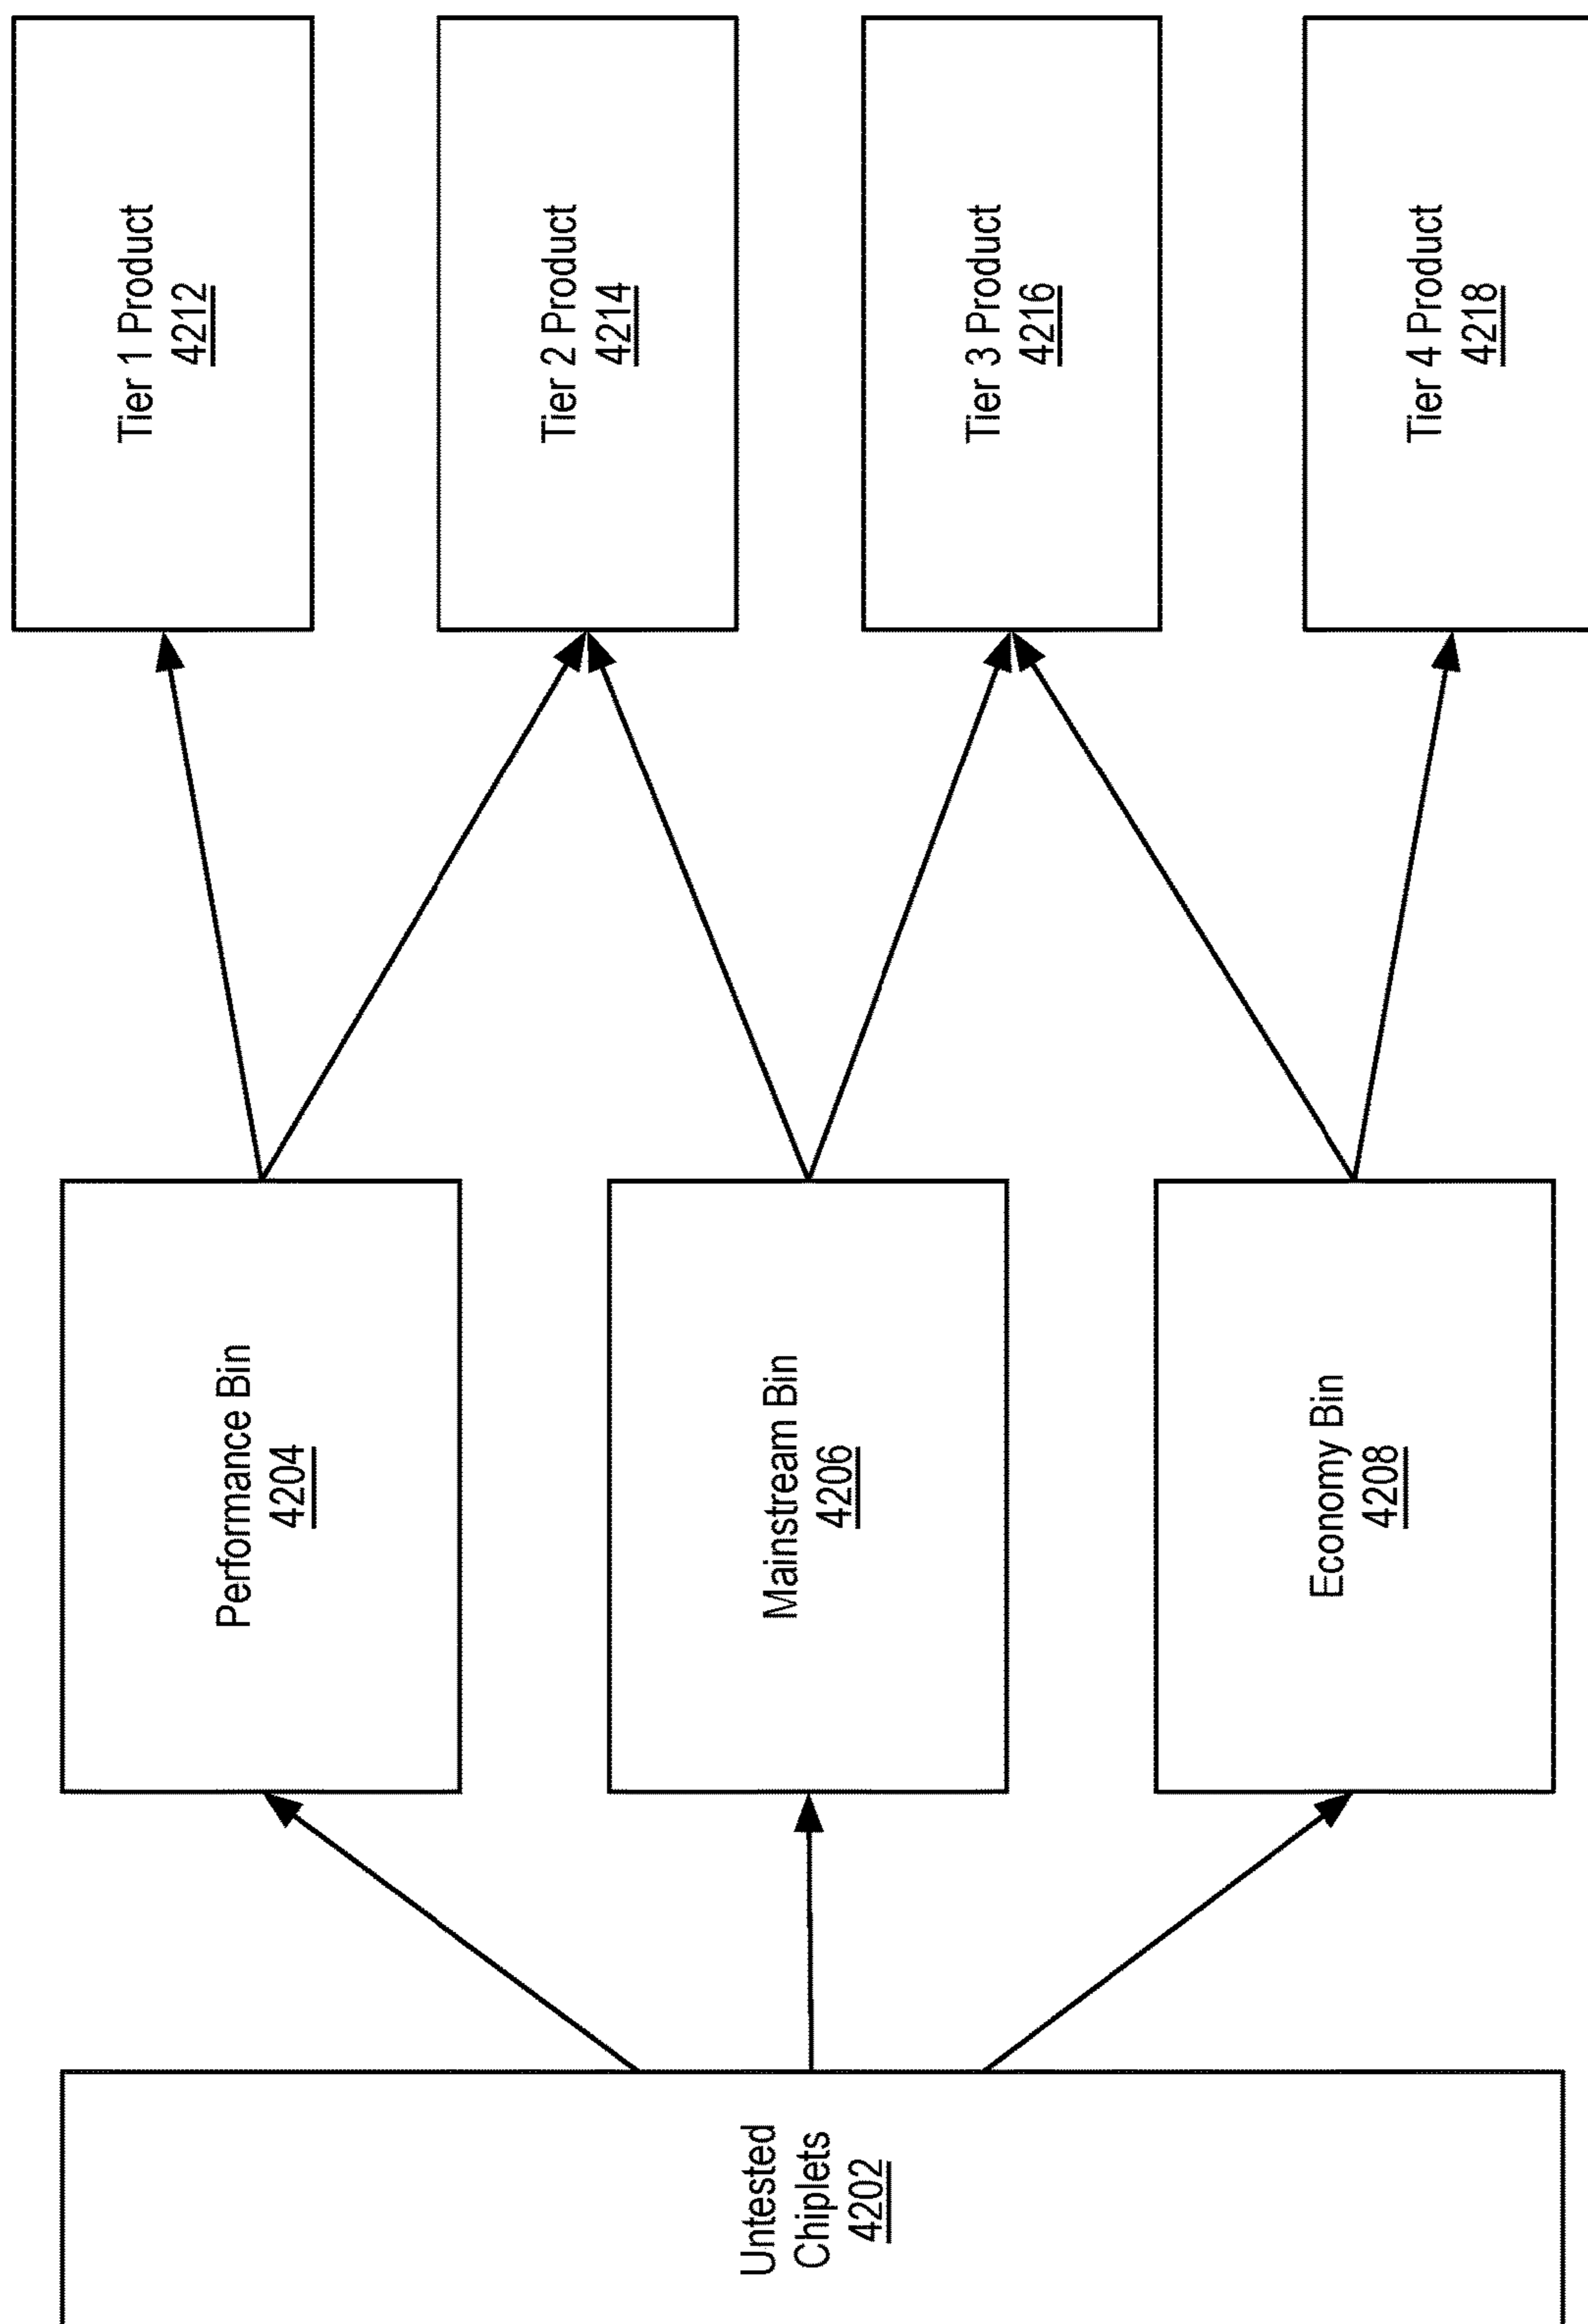 Untested
Chiplets
4202
Performance Bin
4204
Mainstream Bin
4206
Economy Bin
4208
Tier 1 Product
4212
Tier 2 Product
4214
Tier 3 Product
4216
Tier 4 Product
4218